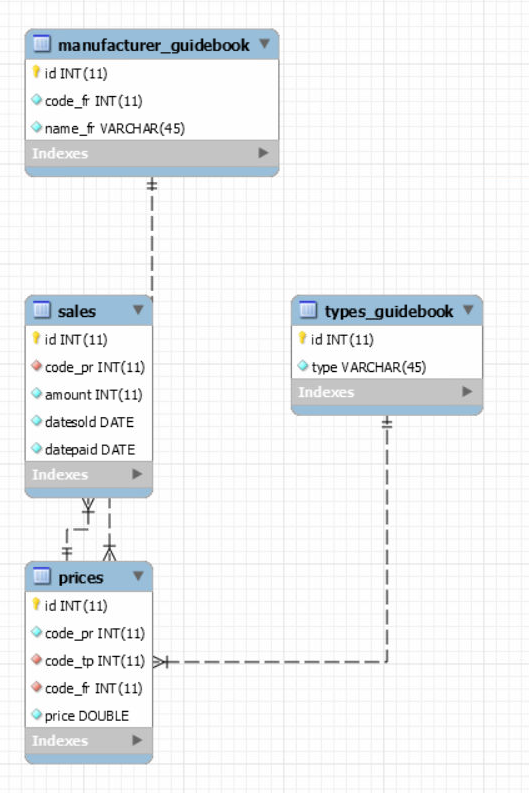 manufacturer_guidebook
id INT(11)
code_fr INT(11)
name_fr VARCHAR(45)
Indexes
sales
id INT(11)
code_pr INT(11)
amount INT(11)
datesold DATE
datepaid DATE
Indexes
types_guidebook
id INT(11)
type VARCHAR(45)
Indexes
prices
id INT(11)
code_pr INT(11)
code_tp INT(11)
code_fr INT(11)
price DOUBLE
Indexes